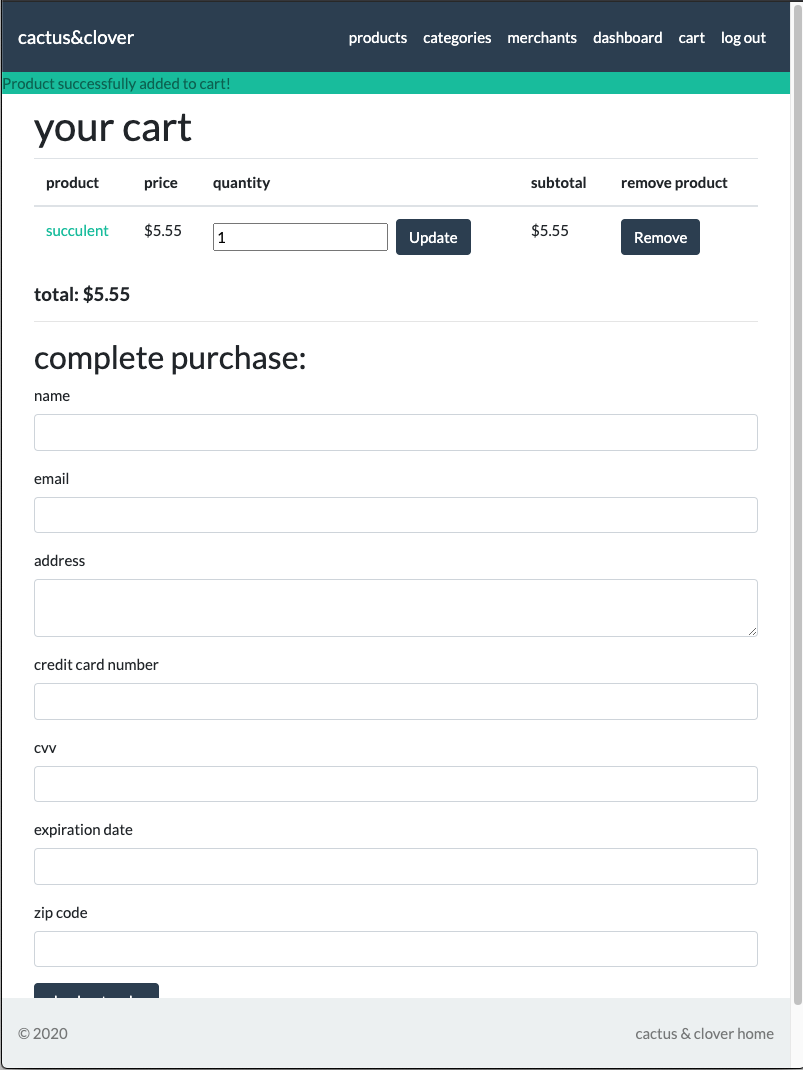 cactus&clover products categories merchants dashboard cart log out
Product successfully added to cart!
your cart
product price quantity subtotal remove product
succulent $5.55 1 Update $5.55 Remove
total: $5.55
complete purchase:
name
email
address
credit card number
cvv
expiration date
zip code
© 2020 cactus & clover home